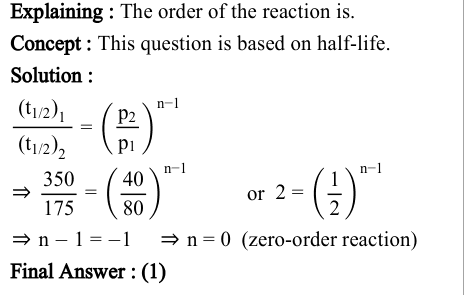 Explaining : The order of the reaction is.
Concept : This question is based on half-life.
Solution :
(t₁/₂)₁ / (t₁/₂)₂ = (p₂ / p₁)ⁿ⁻¹
⇒ 350 / 175 = (40 / 80)ⁿ⁻¹ or 2 = (1 / 2)ⁿ⁻¹
⇒ n − 1 = −1 ⇒ n = 0 (zero-order reaction)
Final Answer : (1)